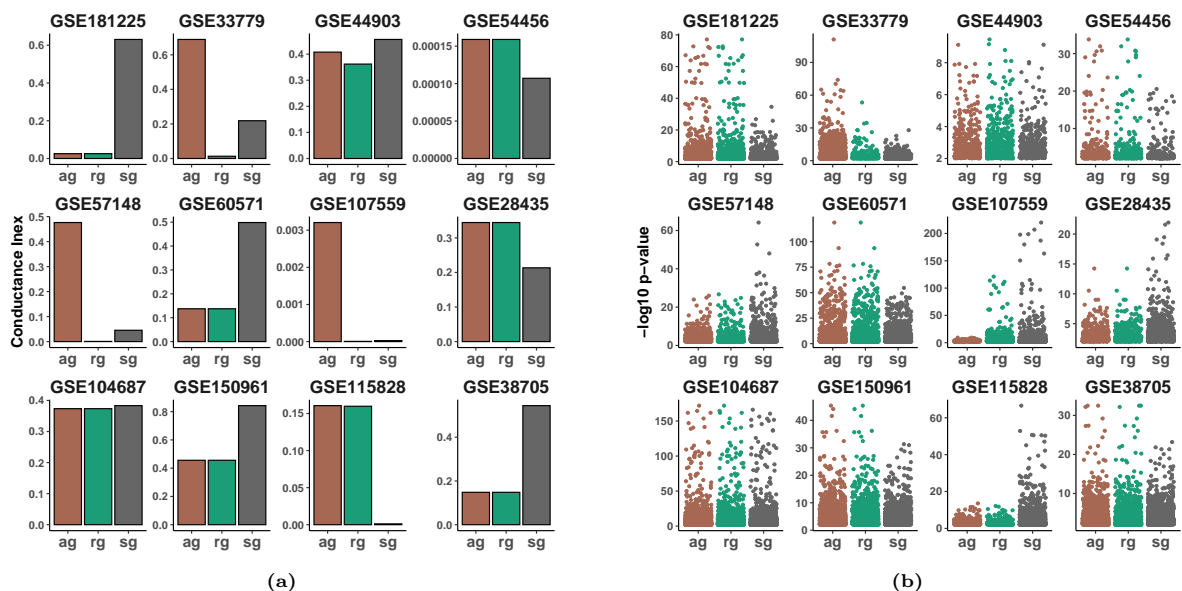 GSE181225 GSE33779 GSE44903 GSE54456
0.6 0.4 0.2 0.0
0.6 0.5 0.4 0.3 0.2 0.1 0.0
0.4 0.3 0.2 0.1 0.0
0.00015 0.00010 0.00005 0.00000
ag rg sg ag rg sg ag rg sg ag rg sg
GSE57148 GSE60571 GSE107559 GSE28435
Conductance Inex
0.5 0.4 0.3 0.2 0.1 0.0
0.5 0.4 0.3 0.2 0.1 0.0
0.003 0.002 0.001 0.000
0.3 0.2 0.1 0.0
ag rg sg ag rg sg ag rg sg ag rg sg
GSE104687 GSE150961 GSE115828 GSE38705
0.4 0.3 0.2 0.1 0.0
0.8 0.6 0.4 0.2 0.0
0.15 0.10 0.05 0.00
0.4 0.2 0.0
ag rg sg ag rg sg ag rg sg ag rg sg
(a)
GSE181225 GSE33779 GSE44903 GSE54456
80 60 40 20 0
90 60 30 0
8 6 4 2
30 20 10
ag rg sg ag rg sg ag rg sg ag rg sg
GSE57148 GSE60571 GSE107559 GSE28435
−log10 p−value
60 40 20 0
100 75 50 25 0
200 150 100 50 0
20 15 10 5
ag rg sg ag rg sg ag rg sg ag rg sg
GSE104687 GSE150961 GSE115828 GSE38705
150 100 50 0
40 30 20 10 0
60 40 20 0
30 20 10
ag rg sg ag rg sg ag rg sg ag rg sg
(b)